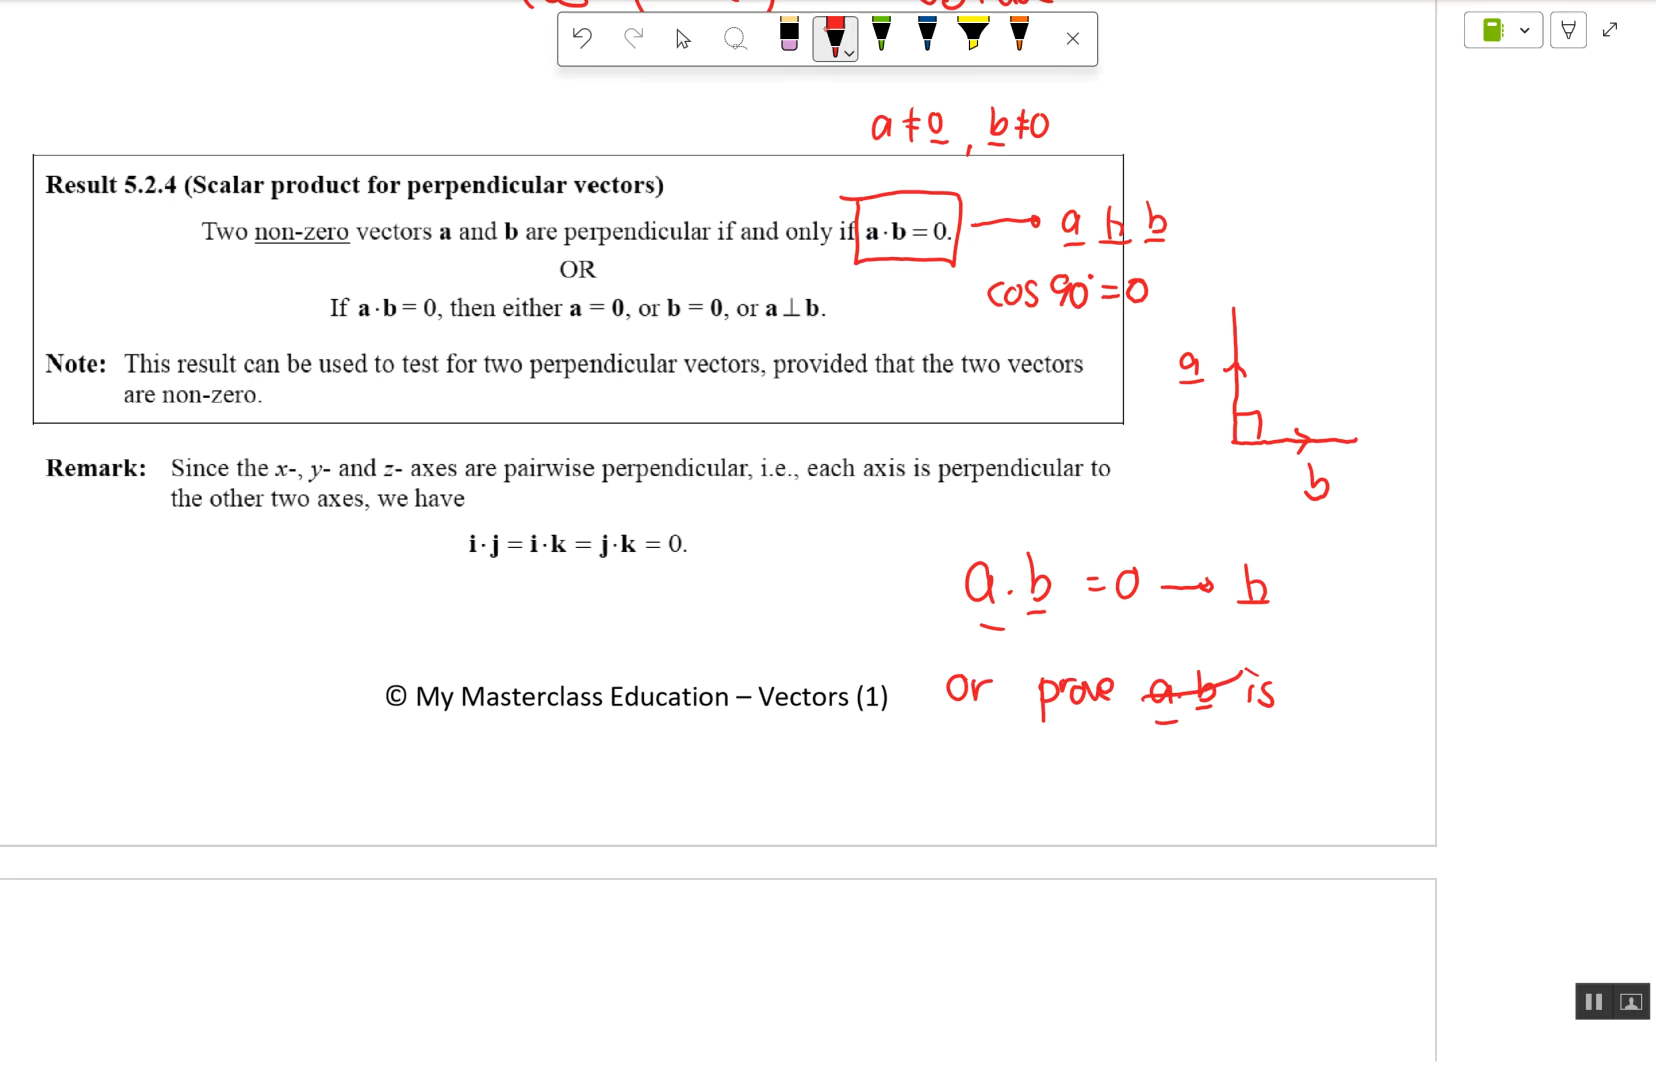 a ≠ 0 , b ≠ 0
Result 5.2.4 (Scalar product for perpendicular vectors)
Two non-zero vectors a and b are perpendicular if and only if a · b = 0. → a ⊥ b
OR
cos 90° = 0
If a · b = 0, then either a = 0, or b = 0, or a ⊥ b.
Note: This result can be used to test for two perpendicular vectors, provided that the two vectors
are non-zero.
a
b
Remark: Since the x-, y- and z- axes are pairwise perpendicular, i.e., each axis is perpendicular to
the other two axes, we have
i · j = i · k = j · k = 0.
a . b = 0 → b
© My Masterclass Education – Vectors (1)
or prove a . b is